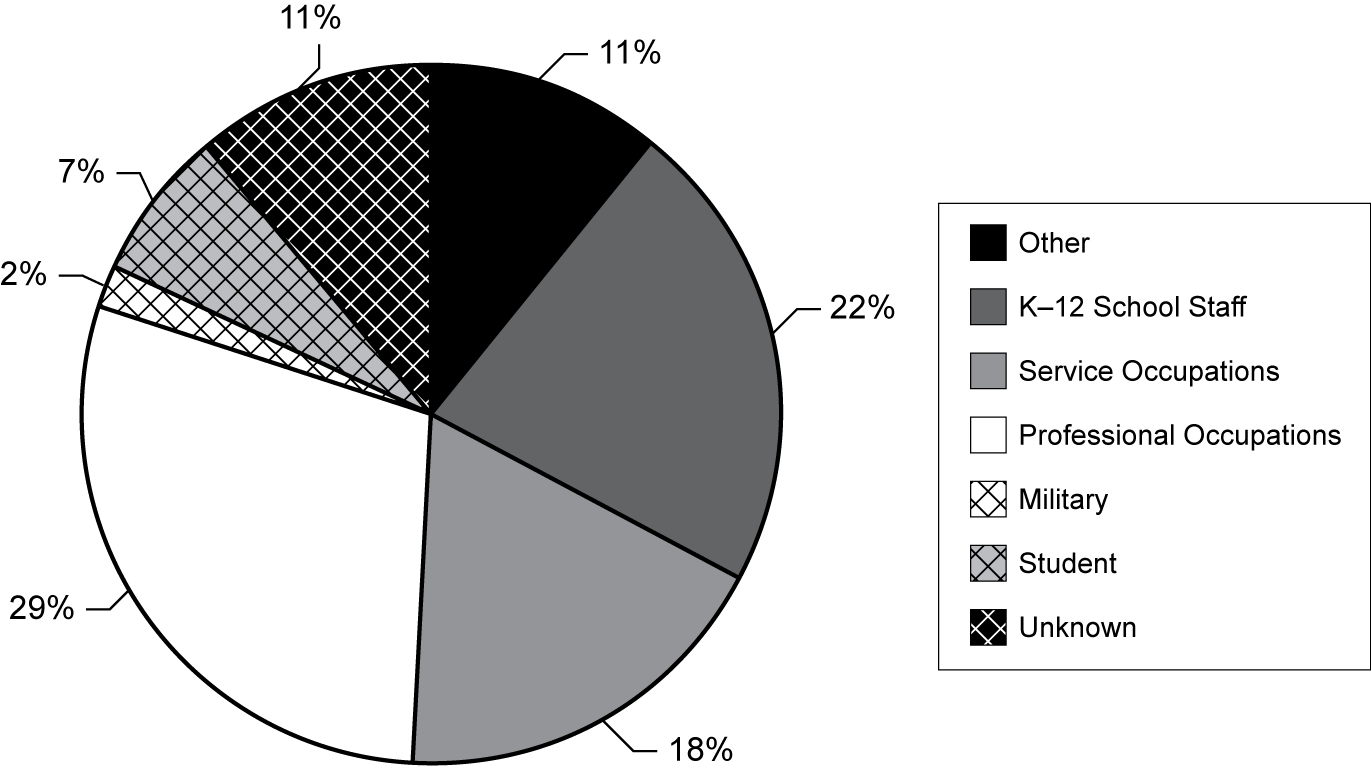 11%
11%
7%
2%
22%
29%
18%
Other
K–12 School Staff
Service Occupations
Professional Occupations
Military
Student
Unknown